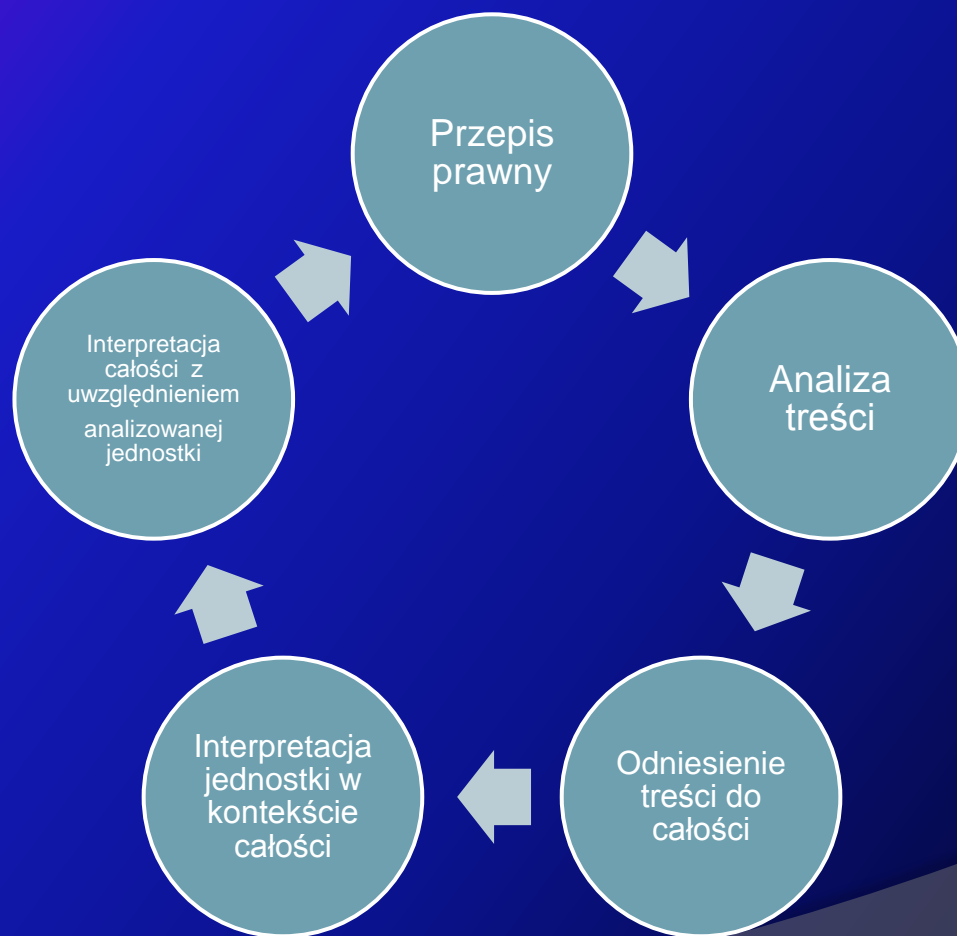 Przepis
prawny
Analiza
treści
Odniesienie
treści do
całości
Interpretacja
jednostki w
kontekście
całości
Interpretacja
całości z
uwzględnieniem
analizowanej
jednostki